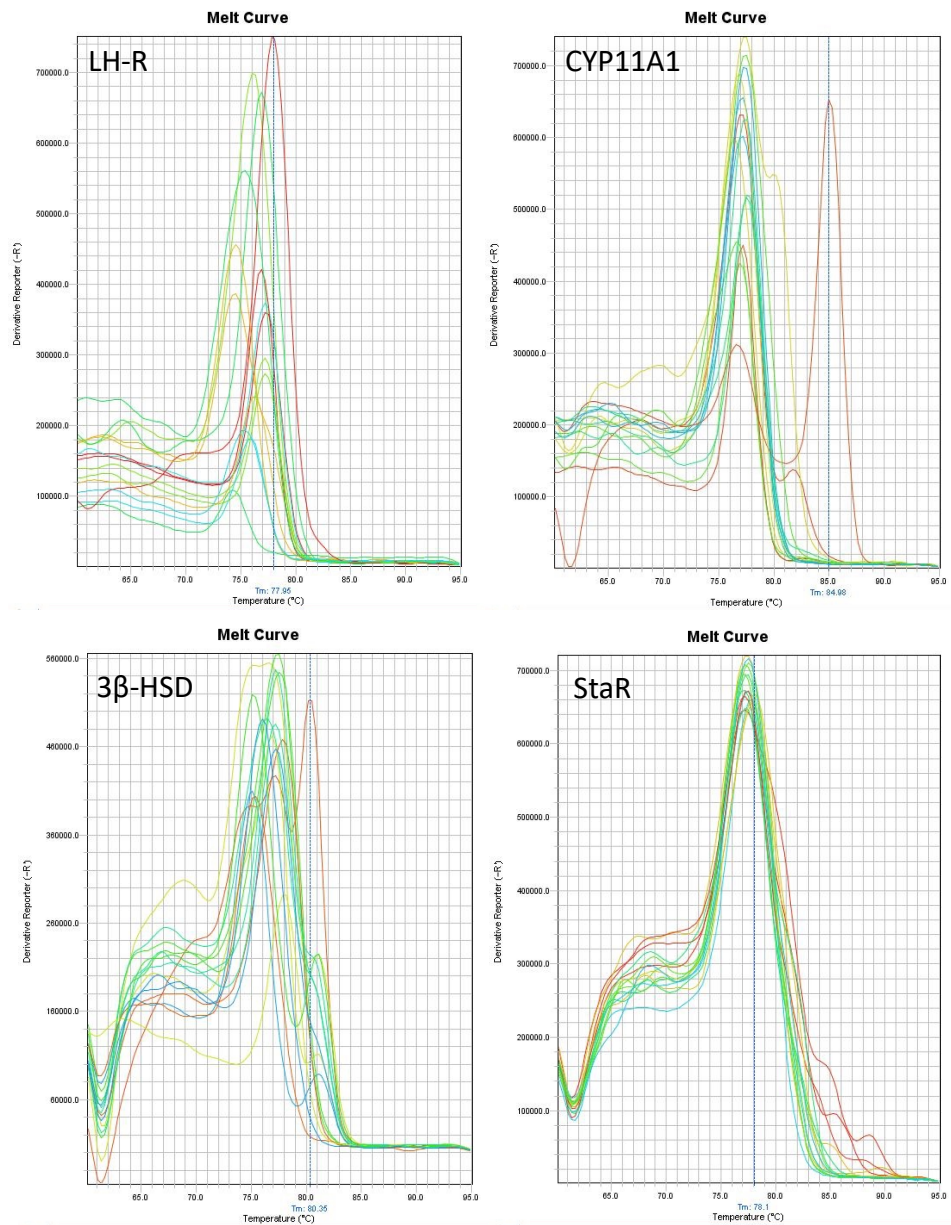 Melt Curve
LH-R
Derivative Reporter (-R')
700000.0
600000.0
500000.0
400000.0
300000.0
200000.0
100000.0
65.0 70.0 75.0 80.0 85.0 90.0 95.0
Tm: 77.95
Temperature (°C)
Melt Curve
CYP11A1
Derivative Reporter (-R')
700000.0
600000.0
500000.0
400000.0
300000.0
200000.0
100000.0
65.0 70.0 75.0 80.0 85.0 90.0 95.0
Tm: 84.98
Temperature (°C)
Melt Curve
3β-HSD
Derivative Reporter (-R')
560000.0
460000.0
360000.0
260000.0
160000.0
60000.0
65.0 70.0 75.0 80.0 85.0 90.0 95.0
Tm: 80.35
Temperature (°C)
Melt Curve
StaR
Derivative Reporter (-R')
700000.0
600000.0
500000.0
400000.0
300000.0
200000.0
100000.0
65.0 70.0 75.0 80.0 85.0 90.0 95.0
Tm: 78.1
Temperature (°C)